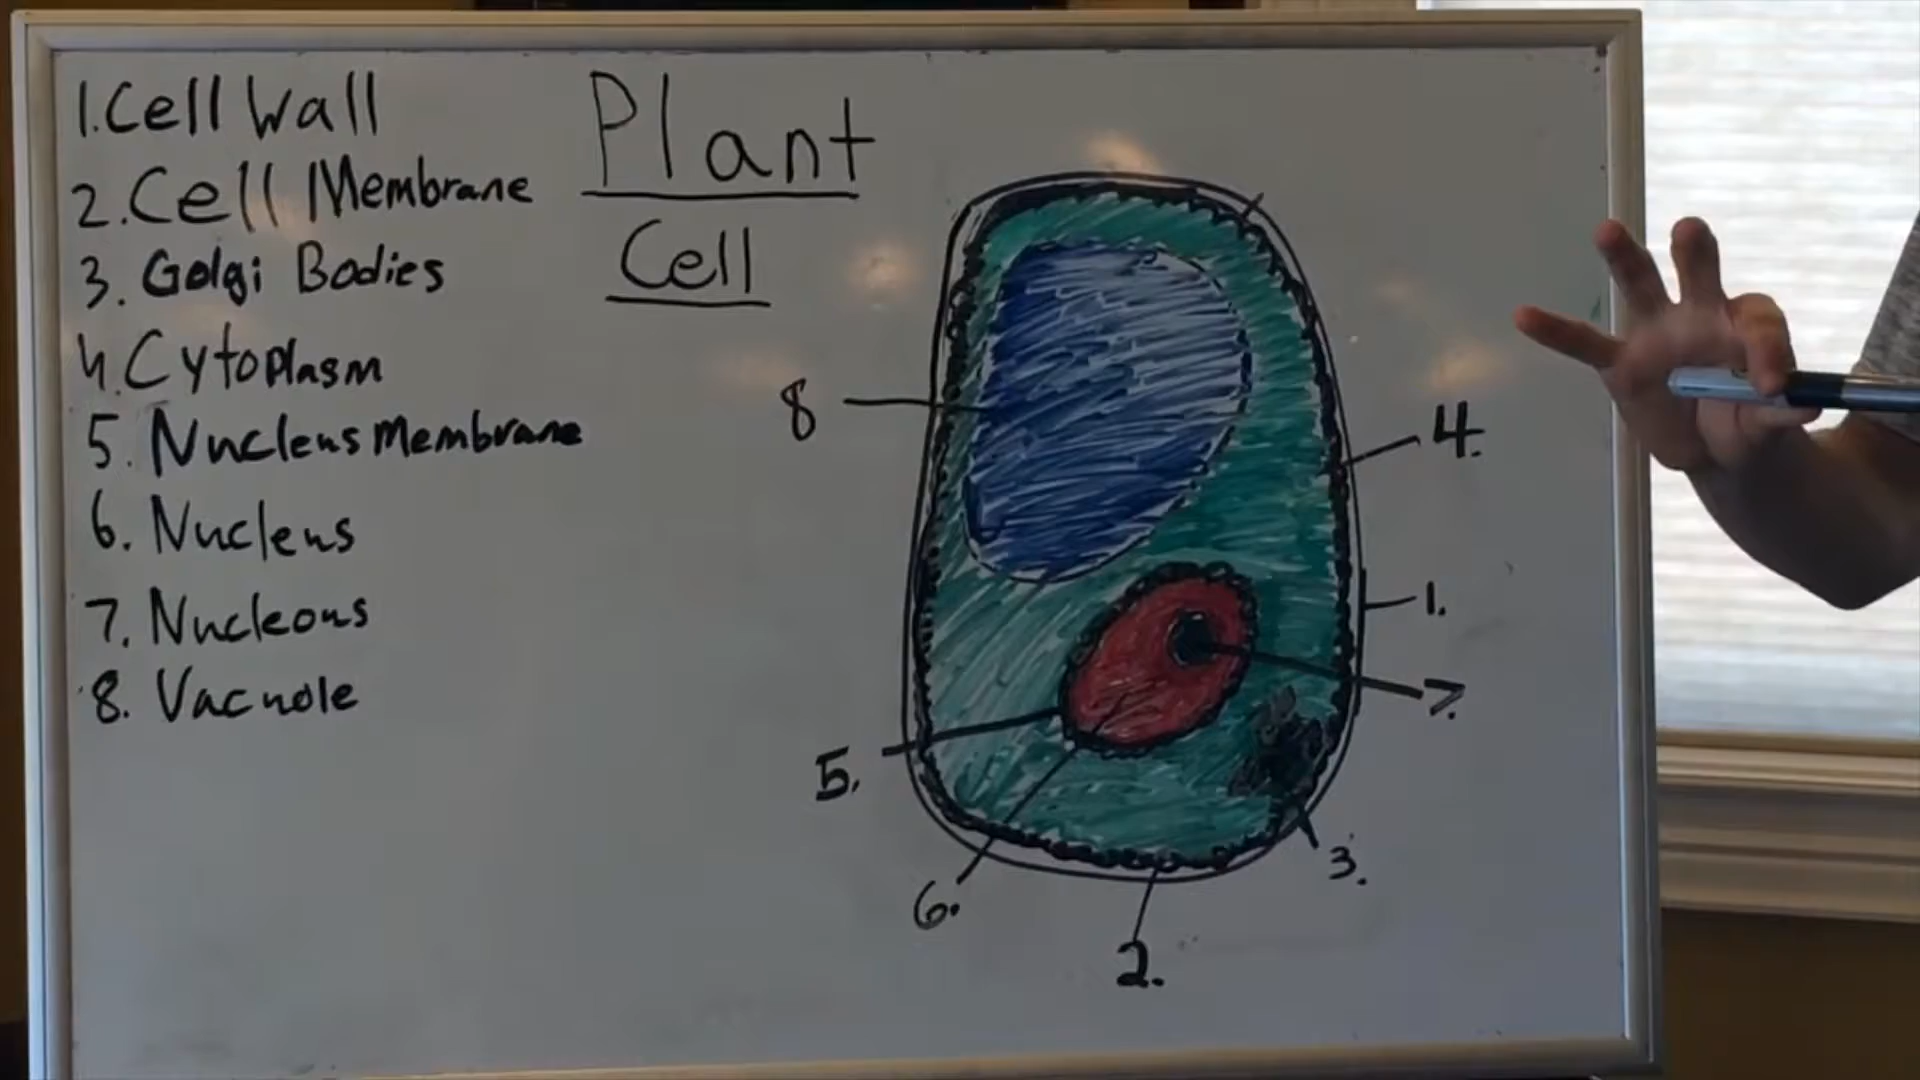 1. Cell Wall
2. Cell Membrane
3. Golgi Bodies
4. Cytoplasm
5. Nucleus Membrane
6. Nucleus
7. Nucleous
8. Vacuole
Plant
Cell
8
4.
1.
7.
5.
3.
6.
2.